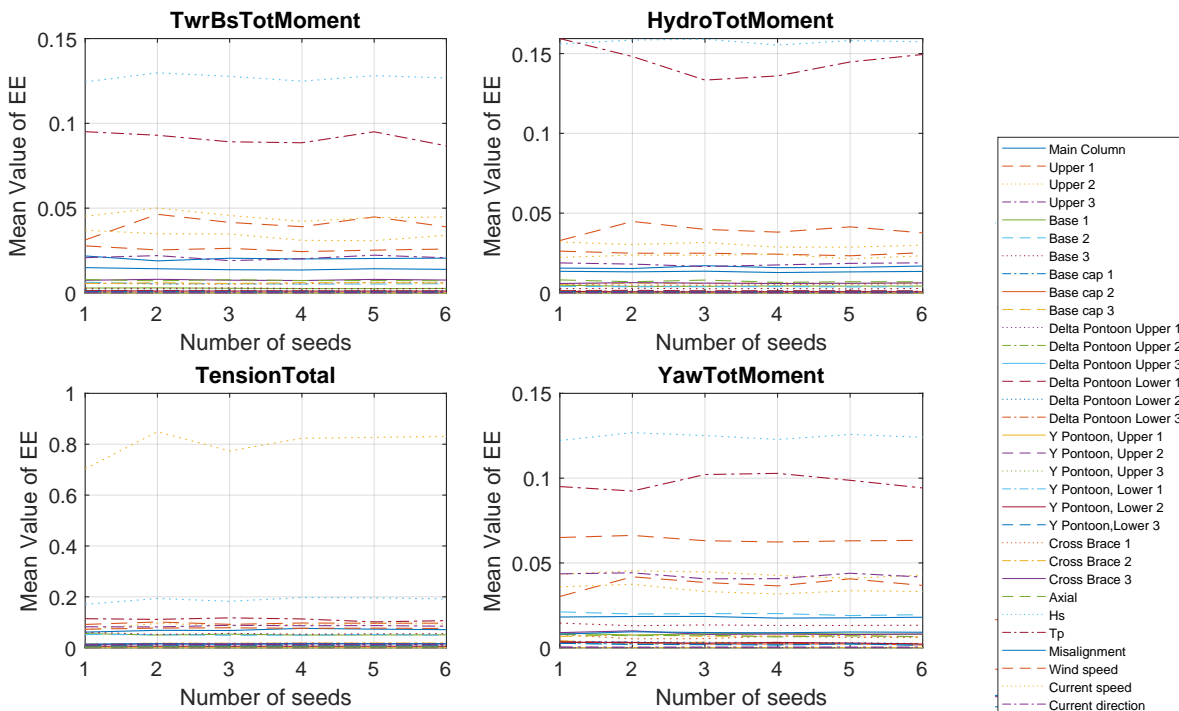 TwrBsTotMoment
0.15
0.1
0.05
0
Mean Value of EE
1 2 3 4 5 6
Number of seeds
HydroTotMoment
0.15
0.1
0.05
0
Mean Value of EE
1 2 3 4 5 6
Number of seeds
TensionTotal
1
0.8
0.6
0.4
0.2
0
Mean Value of EE
1 2 3 4 5 6
Number of seeds
YawTotMoment
0.15
0.1
0.05
0
Mean Value of EE
1 2 3 4 5 6
Number of seeds
Main Column
Upper 1
Upper 2
Upper 3
Base 1
Base 2
Base 3
Base cap 1
Base cap 2
Base cap 3
Delta Pontoon Upper 1
Delta Pontoon Upper 2
Delta Pontoon Upper 3
Delta Pontoon Lower 1
Delta Pontoon Lower 2
Delta Pontoon Lower 3
Y Pontoon, Upper 1
Y Pontoon, Upper 2
Y Pontoon, Upper 3
Y Pontoon, Lower 1
Y Pontoon, Lower 2
Y Pontoon,Lower 3
Cross Brace 1
Cross Brace 2
Cross Brace 3
Axial
Hs
Tp
Misalignment
Wind speed
Current speed
Current direction